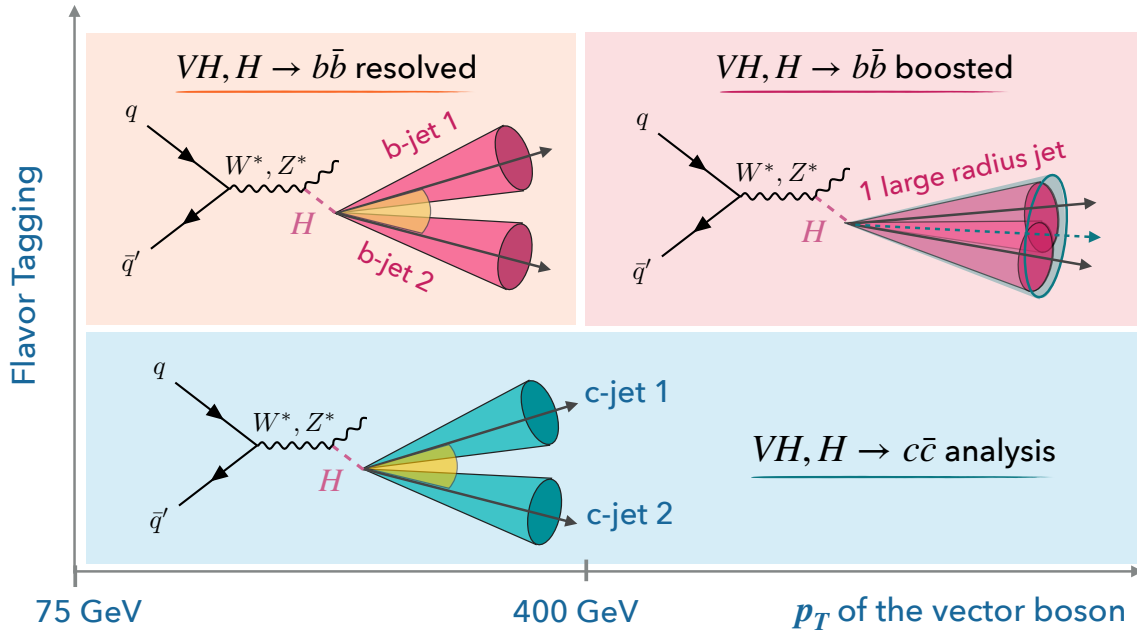 Flavor Tagging
VH, H → bb̄ resolved
q
W*, Z*
H
q̄′
b-jet 1
b-jet 2
VH, H → bb̄ boosted
q
W*, Z*
H
q̄′
1 large radius jet
q
W*, Z*
H
q̄′
c-jet 1
c-jet 2
VH, H → cc̄ analysis
75 GeV
400 GeV
p_T of the vector boson